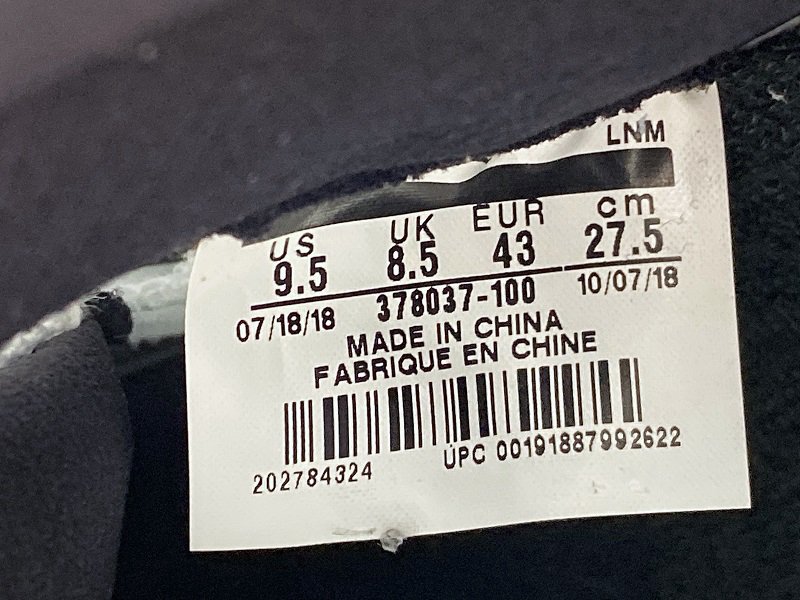 LNM
US UK EUR cm
9.5 8.5 43 27.5
07/18/18 378037-100 10/07/18
MADE IN CHINA
FABRIQUE EN CHINE
202784324 UPC 00191887992622